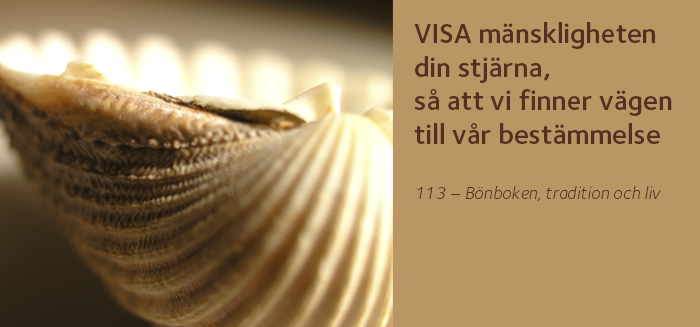 VISA mänskligheten
din stjärna,
så att vi finner vägen
till vår bestämmelse
113 – Bönboken, tradition och liv